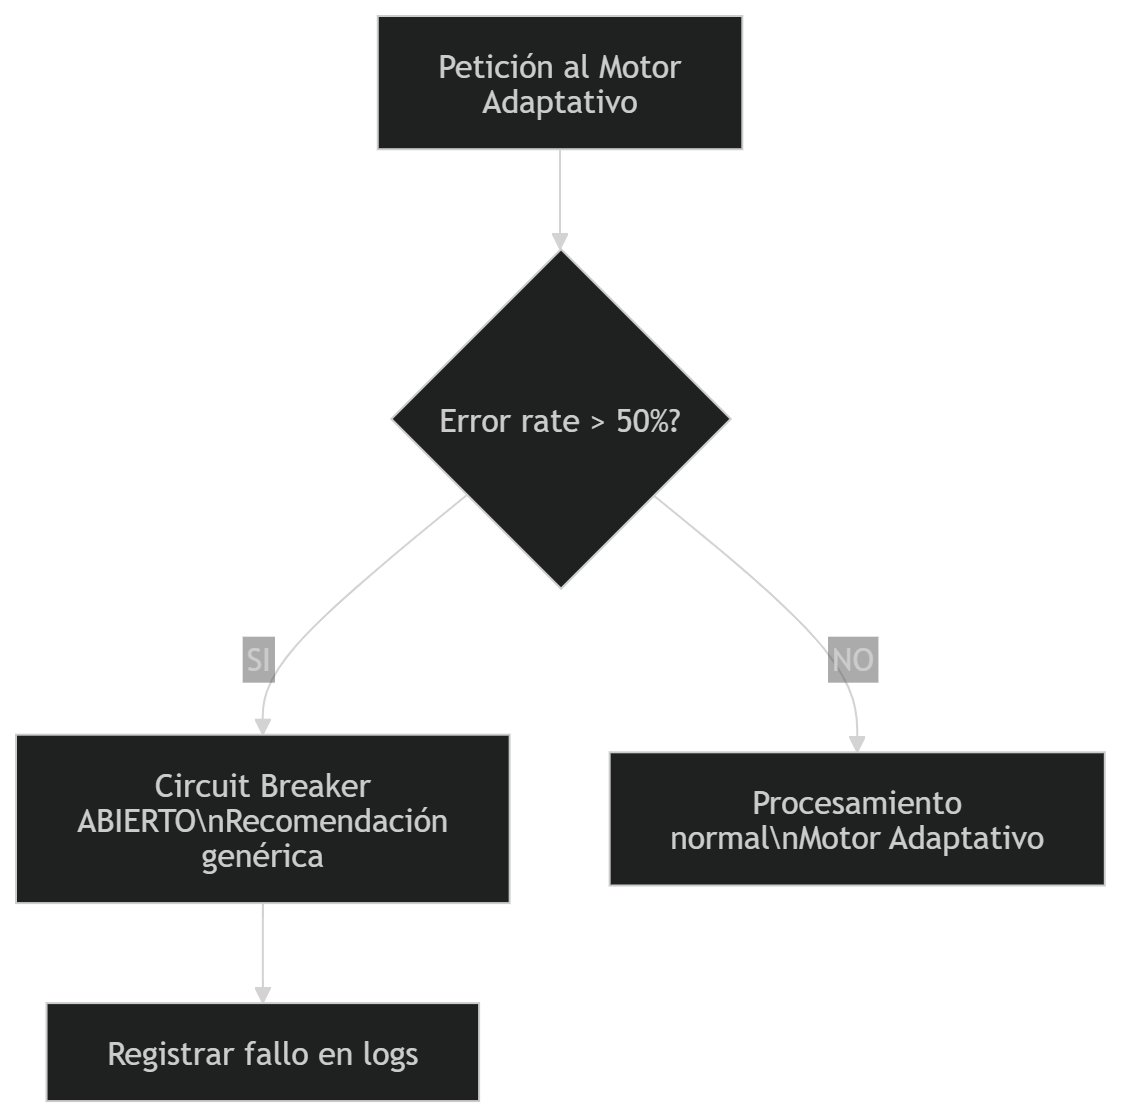 Petición al Motor
Adaptativo
Error rate > 50%?
SI
NO
Circuit Breaker
ABIERTO\nRecomendación
genérica
Procesamiento
normal\nMotor Adaptativo
Registrar fallo en logs